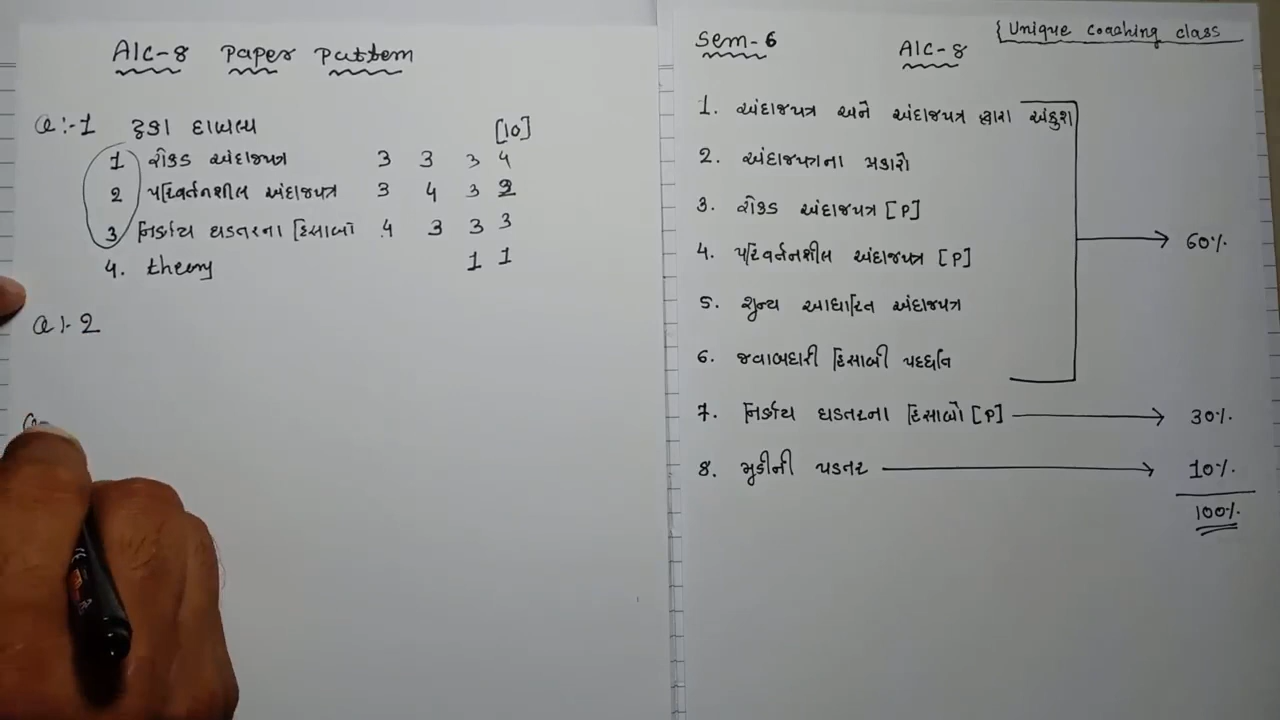 A/C-8 Paper Pattern
Q:-1 ટૂંકા દાખલા [10]
1 રોકડ અંદાજપત્ર 3 3 3 4
2 પરિવર્તનશીલ અંદાજપત્ર 3 4 3 2
3 નિર્ણય ઘડતરના હિસાબો 4 3 3 3
4. theory 1 1
Q:- 2
{ Unique coaching class
Sem-6 A/C-8
1. અંદાજપત્ર અને અંદાજપત્ર દ્વારા અંકુશ
2. અંદાજપત્રના પ્રકારો
3. રોકડ અંદાજપત્ર [P]
4. પરિવર્તનશીલ અંદાજપત્ર [P]
5. શુન્ય આધારિત અંદાજપત્ર
6. જવાબદારી હિસાબી પદ્ધતિ
60%
7. નિર્ણય ઘડતરના હિસાબો [P] 30%.
8. મુડીની પડતર 10%.
100%.